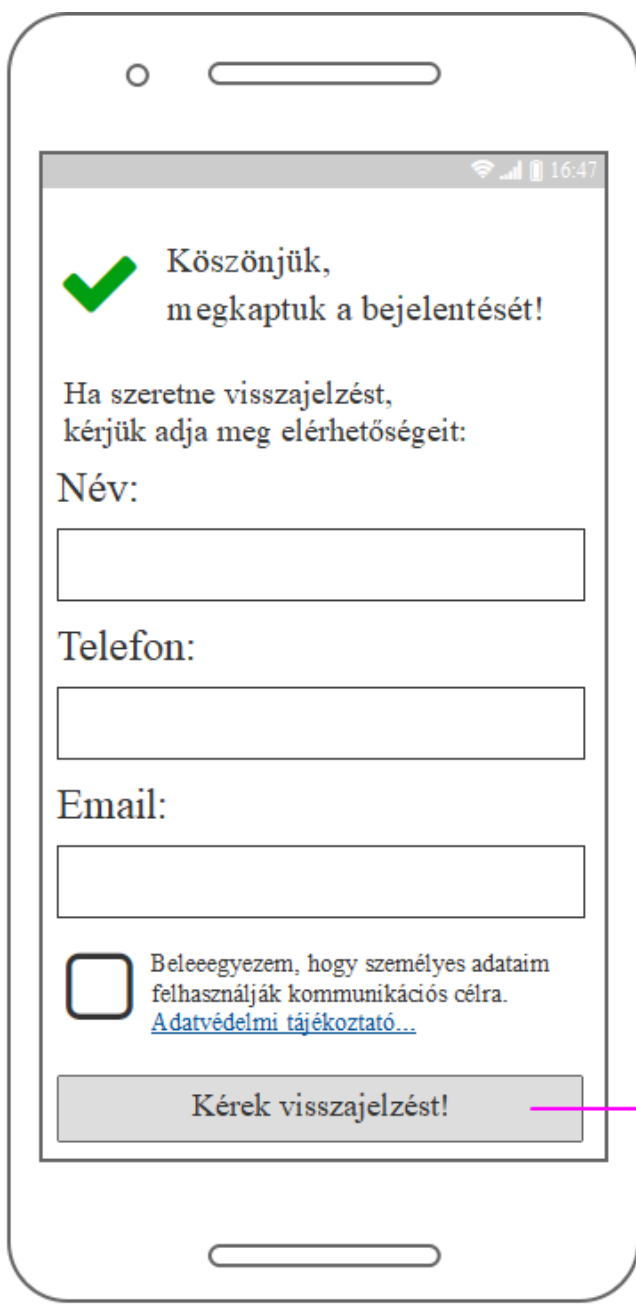 16:47
Köszönjük,
megkaptuk a bejelentését!
Ha szeretne visszajelzést,
kérjük adja meg elérhetőségeit:
Név:
Telefon:
Email:
Beleeegyezem, hogy személyes adataim
felhasználják kommunikációs célra.
Adatvédelmi tájékoztató...
Kérek visszajelzést!